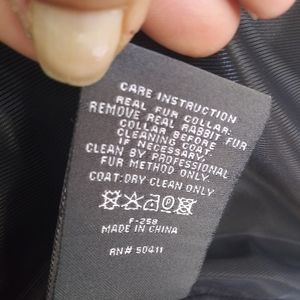 CARE INSTRUCTION
REAL FUR COLLAR:
REMOVE REAL RABBIT FUR
COLLAR BEFORE
CLEANING COAT.
IF NECESSARY,
CLEAN BY PROFESSIONAL
FUR METHOD ONLY.
COAT: DRY CLEAN ONLY
F-258
MADE IN CHINA
RN# 50411